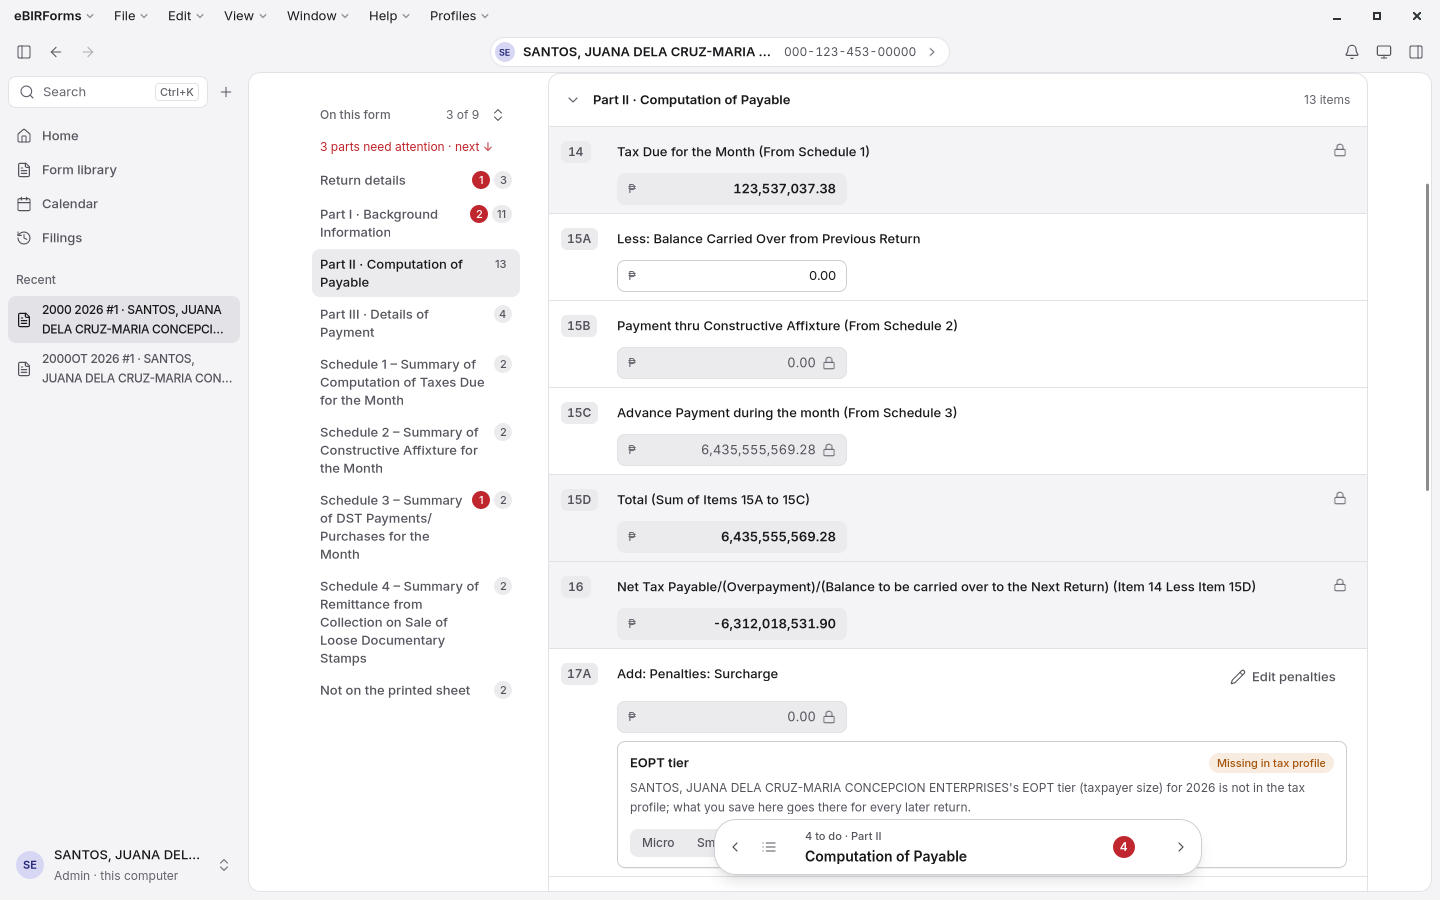 eBIRForms
File
Edit
View
Window
Help
Profiles
SE
SANTOS, JUANA DELA CRUZ-MARIA ...
000-123-453-00000
Search
Ctrl+K
Home
Form library
Calendar
Filings
Recent
2000 2026 #1 · SANTOS, JUANA
DELA CRUZ-MARIA CONCEPCI...
2000OT 2026 #1 · SANTOS,
JUANA DELA CRUZ-MARIA CON...
SE
SANTOS, JUANA DEL...
Admin · this computer
On this form
3 of 9
3 parts need attention · next ↓
Return details
1
3
Part I · Background
Information
2
11
Part II · Computation of
Payable
13
Part III · Details of
Payment
4
Schedule 1 – Summary of
Computation of Taxes Due
for the Month
2
Schedule 2 – Summary of
Constructive Affixture for
the Month
2
Schedule 3 – Summary
of DST Payments/
Purchases for the
Month
1
2
Schedule 4 – Summary of
Remittance from
Collection on Sale of
Loose Documentary
Stamps
2
Not on the printed sheet
2
Part II · Computation of Payable
13 items
14
Tax Due for the Month (From Schedule 1)
₱ 123,537,037.38
15A
Less: Balance Carried Over from Previous Return
₱ 0.00
15B
Payment thru Constructive Affixture (From Schedule 2)
₱ 0.00
15C
Advance Payment during the month (From Schedule 3)
₱ 6,435,555,569.28
15D
Total (Sum of Items 15A to 15C)
₱ 6,435,555,569.28
16
Net Tax Payable/(Overpayment)/(Balance to be carried over to the Next Return) (Item 14 Less Item 15D)
₱ -6,312,018,531.90
17A
Add: Penalties: Surcharge
Edit penalties
₱ 0.00
EOPT tier
Missing in tax profile
SANTOS, JUANA DELA CRUZ-MARIA CONCEPCION ENTERPRISES's EOPT tier (taxpayer size) for 2026 is not in the tax
profile; what you save here goes there for every later return.
Micro
4 to do · Part II
Computation of Payable
4